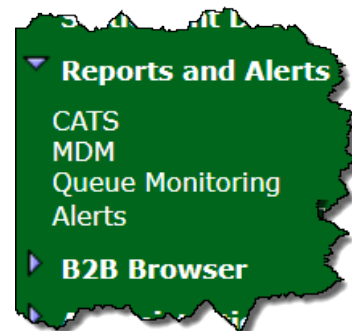 Reports and Alerts
CATS
MDM
Queue Monitoring
Alerts
B2B Browser